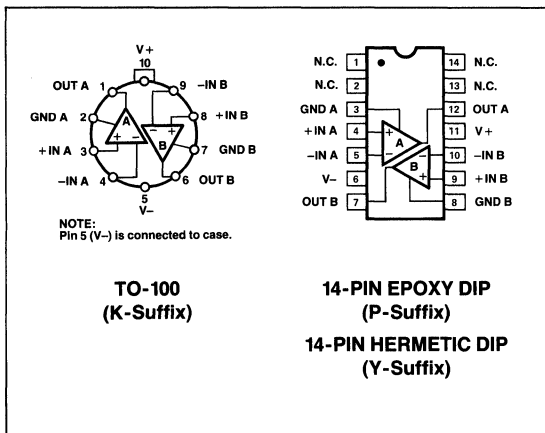 V+
10
OUT A 1 9 –IN B
GND A 2 8 +IN B
+IN A 3 + – – + A B 7 GND B
–IN A 4 6 OUT B
5
V–
NOTE:
Pin 5 (V–) is connected to case.
TO-100
(K-Suffix)
N.C. 1 14 N.C.
N.C. 2 13 N.C.
GND A 3 12 OUT A
+IN A 4 + A 11 V+
–IN A 5 – – 10 –IN B
V– 6 B + 9 +IN B
OUT B 7 8 GND B
14-PIN EPOXY DIP
(P-Suffix)
14-PIN HERMETIC DIP
(Y-Suffix)